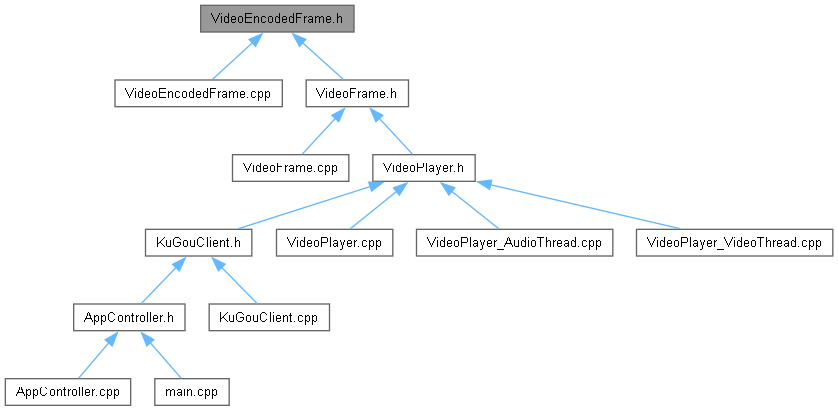 VideoEncodedFrame.h
VideoEncodedFrame.cpp
VideoFrame.h
VideoFrame.cpp
VideoPlayer.h
KuGouClient.h
VideoPlayer.cpp
VideoPlayer_AudioThread.cpp
VideoPlayer_VideoThread.cpp
AppController.h
KuGouClient.cpp
AppController.cpp
main.cpp